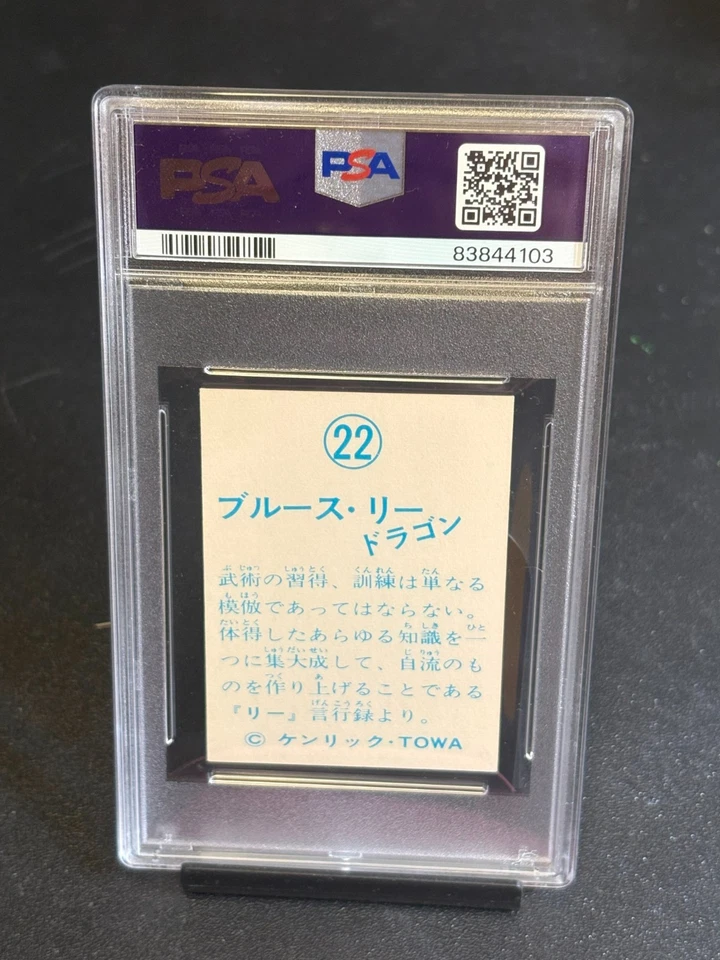 PSA
PSA
83844103
22
ブルース・リー
ドラゴン
武術の習得、訓練は単なる
模倣であってはならない。
体得したあらゆる知識を一
つに集大成して、自流のも
のを作り上げることである
『リー』言行録より。
© ケンリック・TOWA